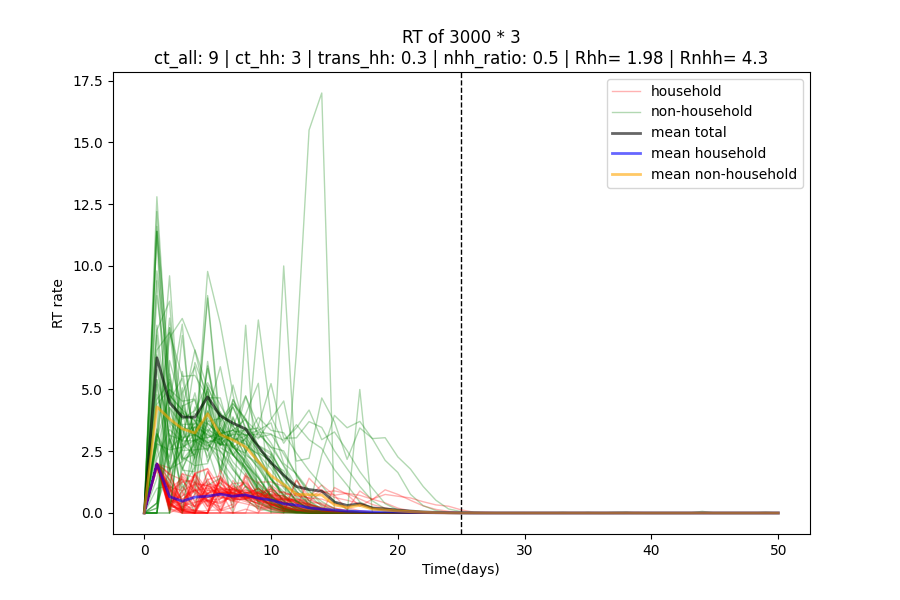 RT of 3000 * 3
ct_all: 9 | ct_hh: 3 | trans_hh: 0.3 | nhh_ratio: 0.5 | Rhh= 1.98 | Rnhh= 4.3
household
non-household
mean total
mean household
mean non-household
RT rate
17.5
15.0
12.5
10.0
7.5
5.0
2.5
0.0
0
10
20
30
40
50
Time(days)